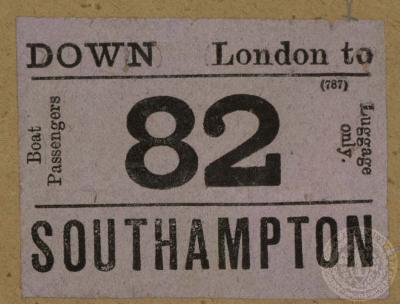 DOWN London to
(787)
Boat
Passengers
82
Luggage
only.
SOUTHAMPTON